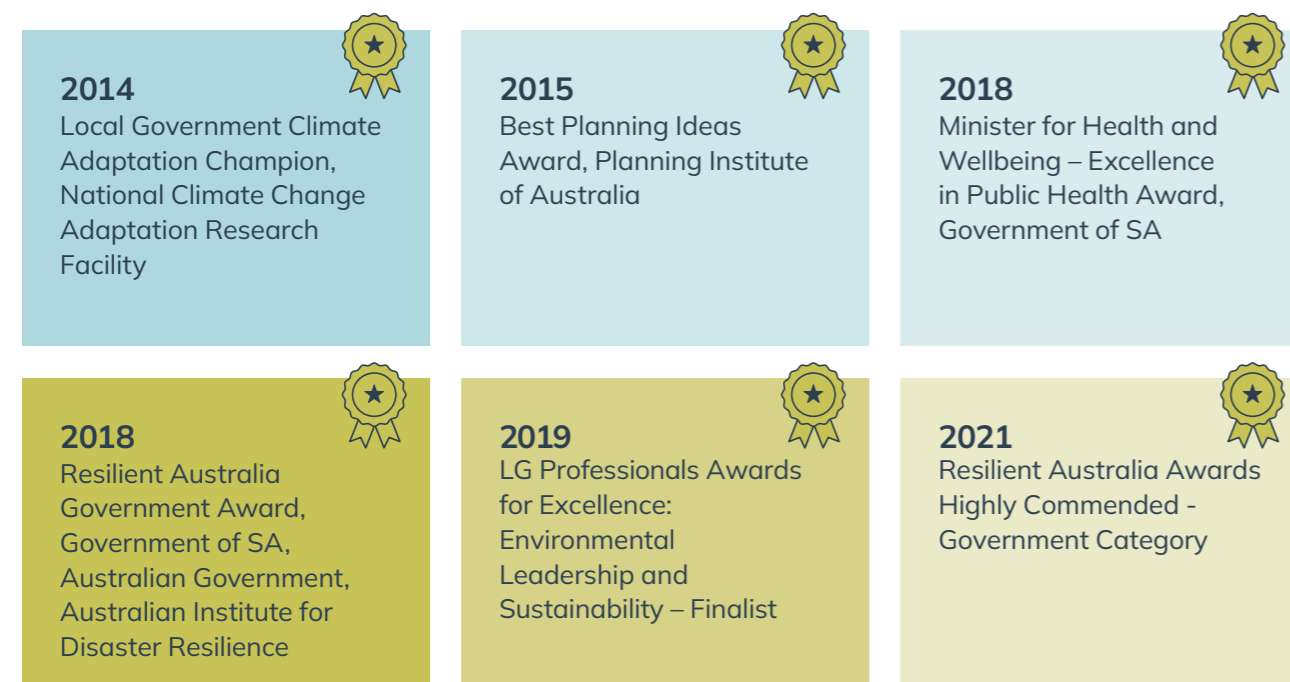 2014
Local Government Climate
Adaptation Champion,
National Climate Change
Adaptation Research
Facility
2015
Best Planning Ideas
Award, Planning Institute
of Australia
2018
Minister for Health and
Wellbeing – Excellence
in Public Health Award,
Government of SA
2018
Resilient Australia
Government Award,
Government of SA,
Australian Government,
Australian Institute for
Disaster Resilience
2019
LG Professionals Awards
for Excellence:
Environmental
Leadership and
Sustainability – Finalist
2021
Resilient Australia Awards
Highly Commended -
Government Category